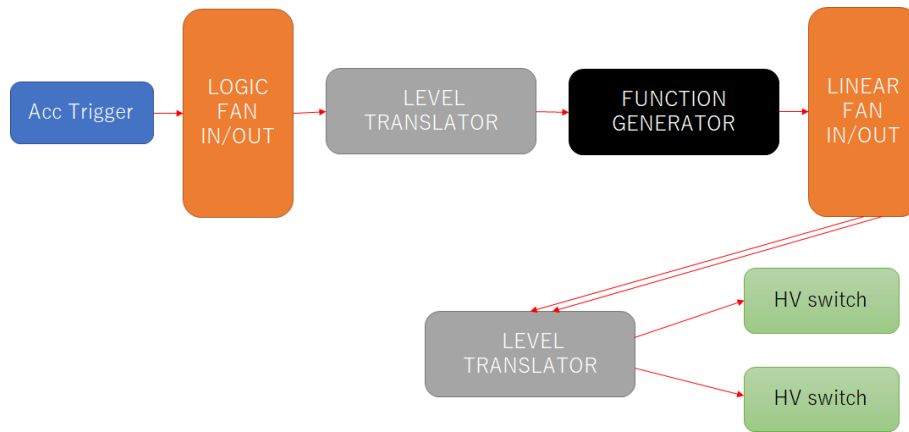 Acc Trigger
LOGIC
FAN
IN/OUT
LEVEL
TRANSLATOR
FUNCTION
GENERATOR
LINEAR
FAN
IN/OUT
LEVEL
TRANSLATOR
HV switch
HV switch